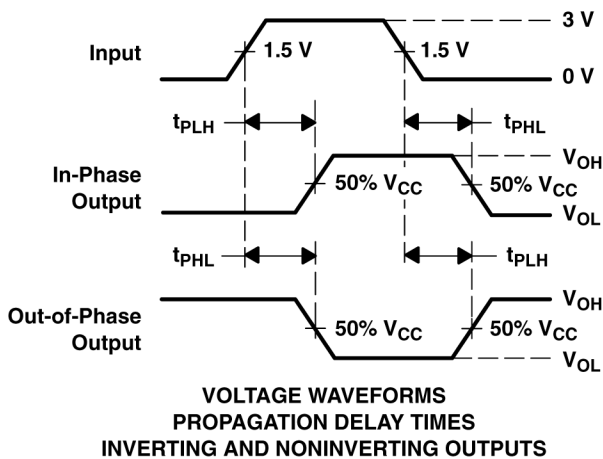 3 V
Input
1.5 V
1.5 V
0 V
tPLH
tPHL
VOH
In-Phase
Output
50% VCC
50% VCC
VOL
tPHL
tPLH
VOH
Out-of-Phase
Output
50% VCC
50% VCC
VOL
VOLTAGE WAVEFORMS
PROPAGATION DELAY TIMES
INVERTING AND NONINVERTING OUTPUTS